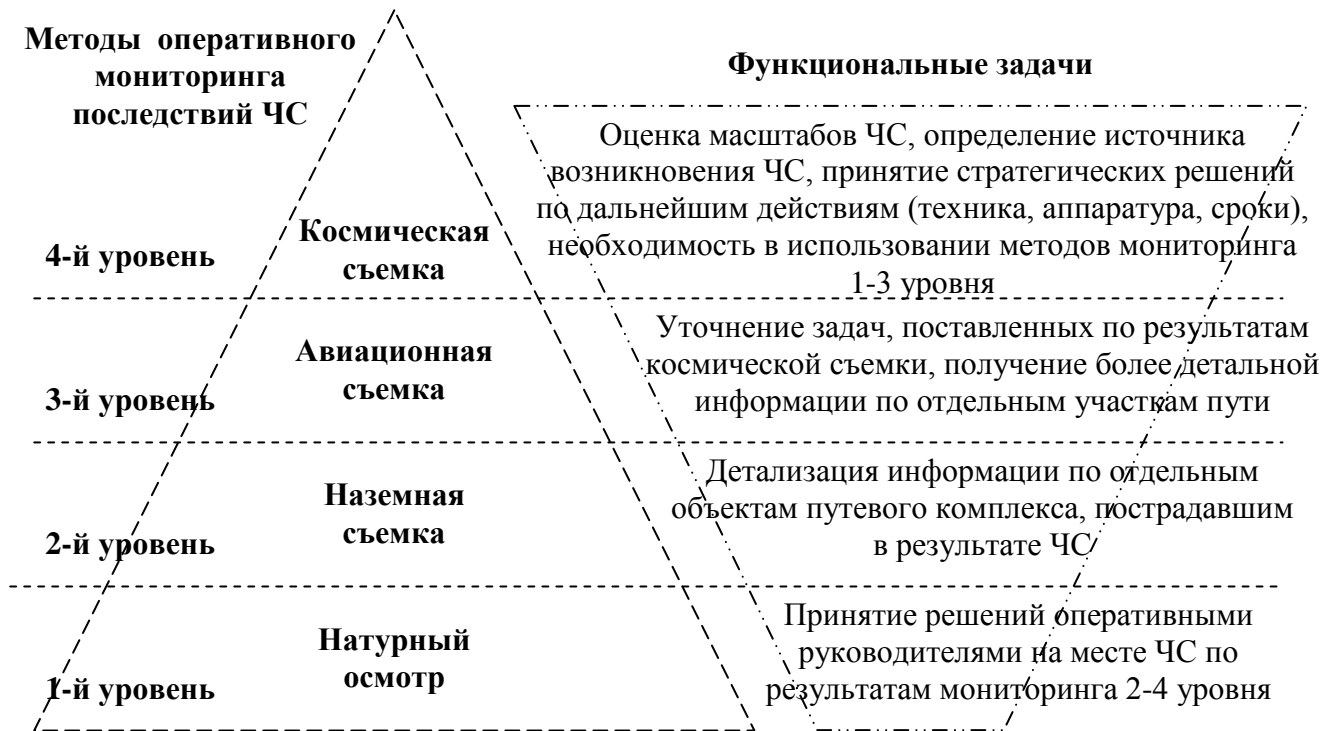 Методы оперативного
мониторинга
последствий ЧС
Функциональные задачи
Оценка масштабов ЧС, определение источника
возникновения ЧС, принятие стратегических решений
по дальнейшим действиям (техника, аппаратура, сроки),
необходимость в использовании методов мониторинга
1-3 уровня
4-й уровень
Космическая
съемка
Уточнение задач, поставленных по результатам
космической съемки, получение более детальной
информации по отдельным участкам пути
3-й уровень
Авиационная
съемка
Детализация информации по отдельным
объектам путевого комплекса, пострадавшим
в результате ЧС
2-й уровень
Наземная
съемка
Принятие решений оперативными
руководителями на месте ЧС по
результатам мониторинга 2-4 уровня
1-й уровень
Натурный
осмотр